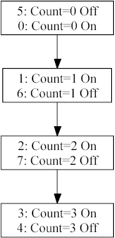 5: Count=0 Off
0: Count=0 On
1: Count=1 On
6: Count=1 Off
2: Count=2 On
7: Count=2 Off
3: Count=3 On
4: Count=3 Off